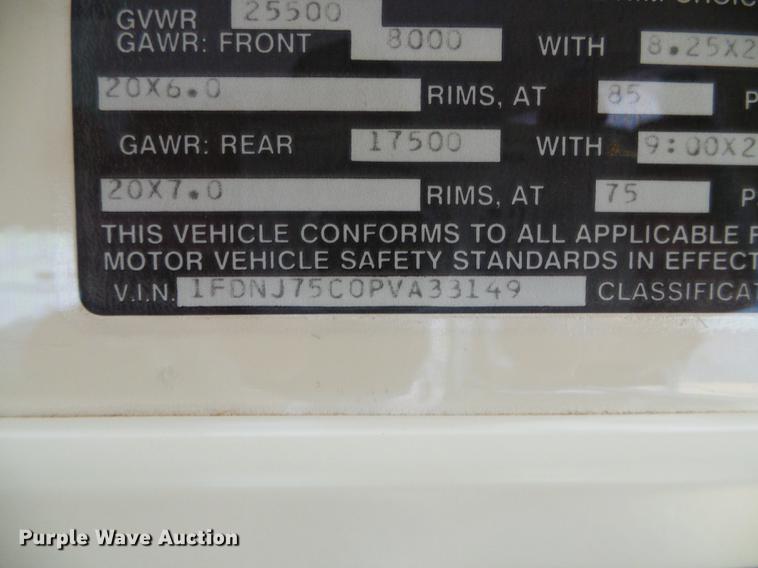 GVWR 25500
GAWR: FRONT 8000 WITH 8.25X2
20X6.0 RIMS, AT 85 P
GAWR: REAR 17500 WITH 9:00X2
20X7.0 RIMS, AT 75 P
THIS VEHICLE CONFORMS TO ALL APPLICABLE F
MOTOR VEHICLE SAFETY STANDARDS IN EFFECT
V.I.N. 1FDNJ75C0PVA33149 CLASSIFICAT
Purple Wave Auction